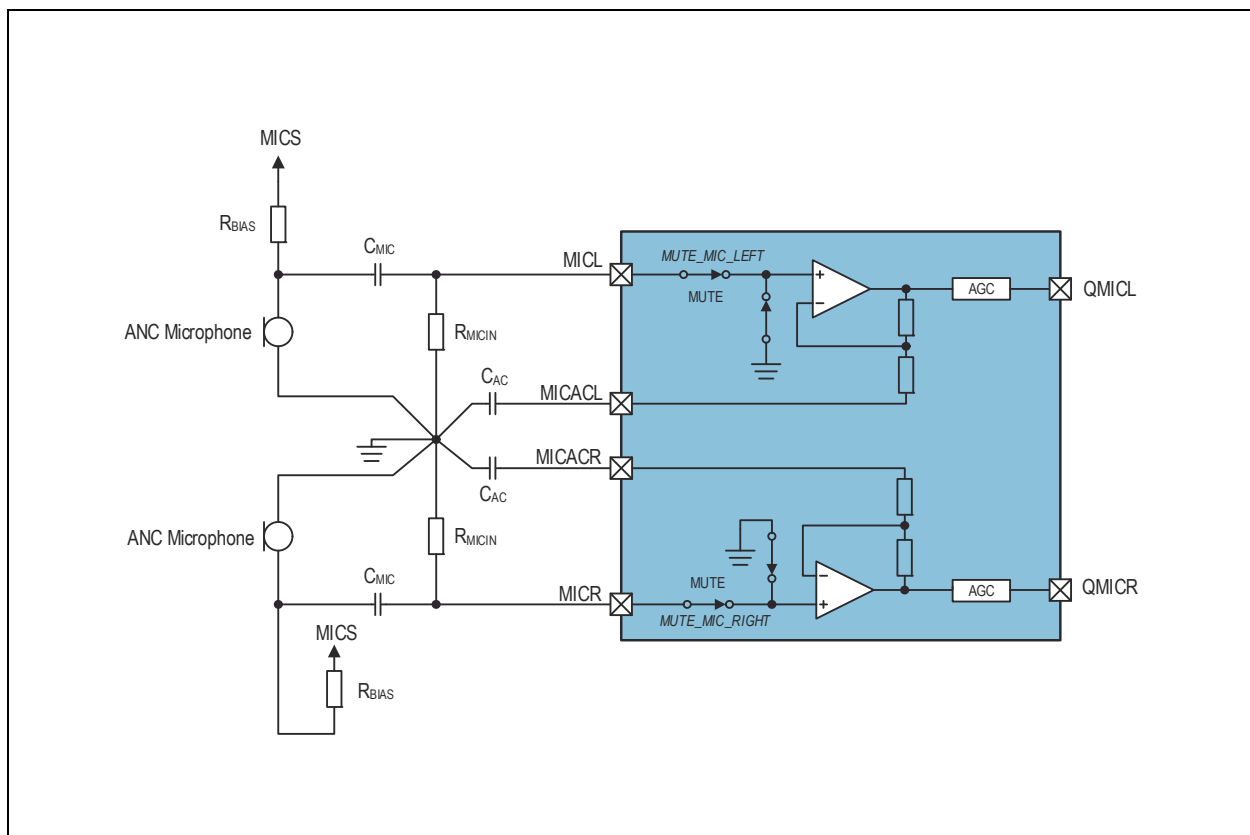 MICS
RBIAS
CMIC
MICL
MUTE_MIC_LEFT
MUTE
+
−
AGC
QMICL
ANC Microphone
RMICIN
CAC
MICACL
MICACR
CAC
ANC Microphone
RMICIN
CMIC
MICR
MUTE
MUTE_MIC_RIGHT
−
+
AGC
QMICR
MICS
RBIAS